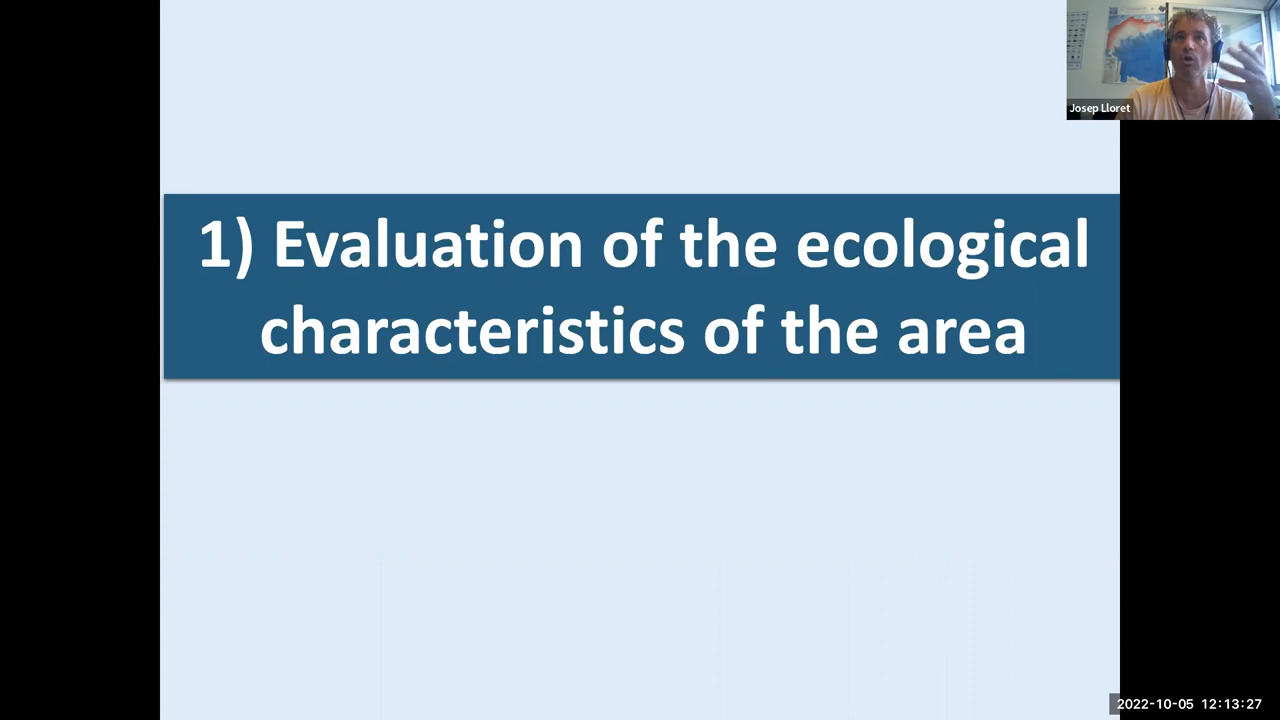 Josep Lloret
1) Evaluation of the ecological
characteristics of the area
2022-10-05 12:13:27